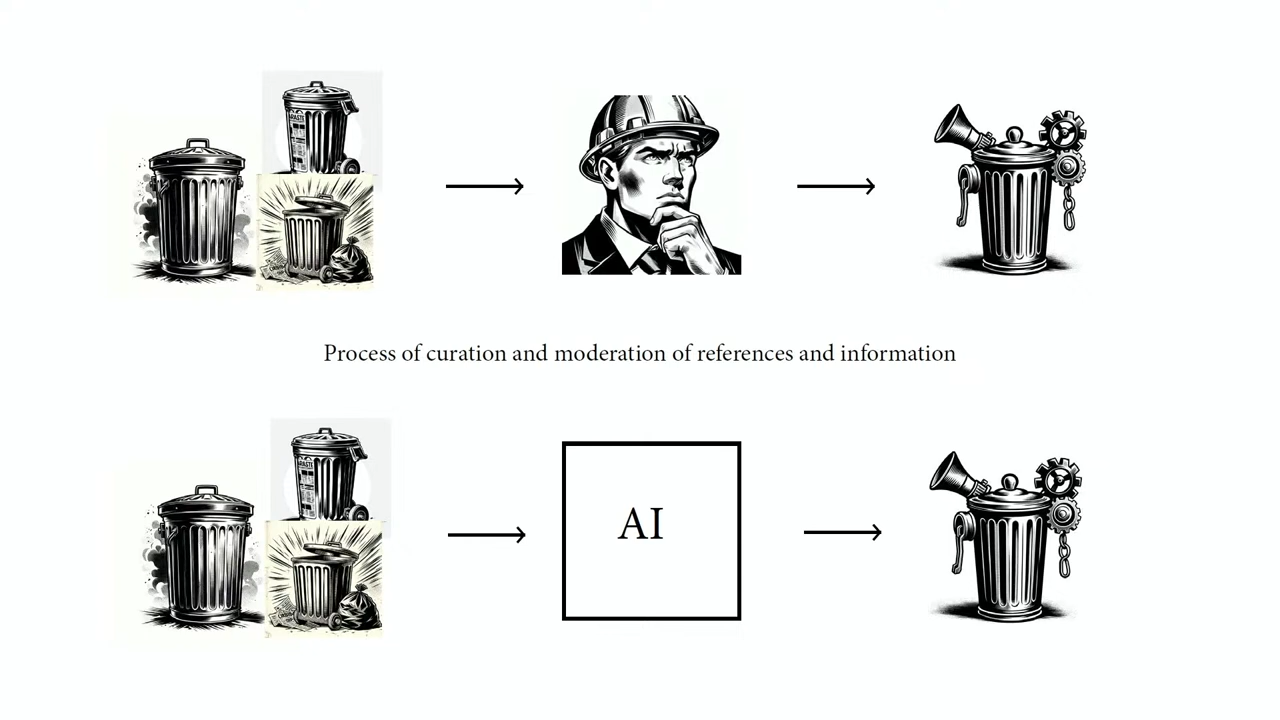 Process of curation and moderation of references and information
AI